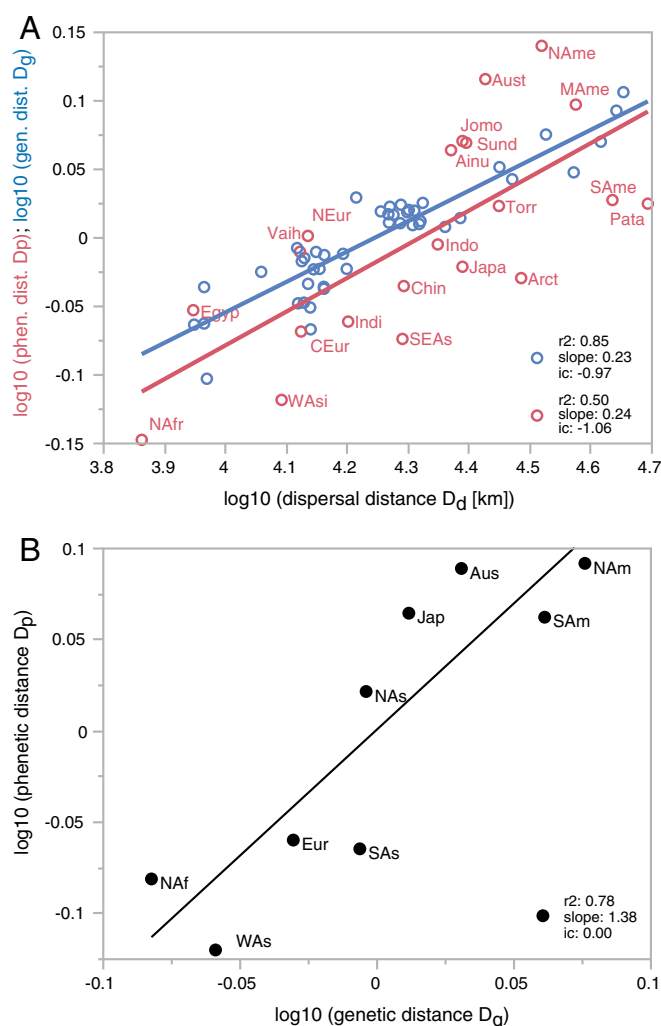 A
log10 (phen. dist. Dp); log10 (gen. dist. Dg)
0.15
0.1
0.05
0
-0.05
-0.1
-0.15
NAme
Aust
MAme
Jomo
Sund
Ainu
SAme
Pata
Torr
NEur
Vaih
Indo
Japa
Arct
Chin
Egyp
Indi
CEur
SEAs
WAsi
NAfr
r2: 0.85
slope: 0.23
ic: -0.97
r2: 0.50
slope: 0.24
ic: -1.06
3.8 3.9 4 4.1 4.2 4.3 4.4 4.5 4.6 4.7
log10 (dispersal distance Dd [km])
B
log10 (phenetic distance Dp)
0.1
0.05
0
-0.05
-0.1
Aus
NAm
Jap
SAm
NAs
Eur
SAs
NAf
WAs
r2: 0.78
slope: 1.38
ic: 0.00
-0.1 -0.05 0 0.05 0.1
log10 (genetic distance Dg)